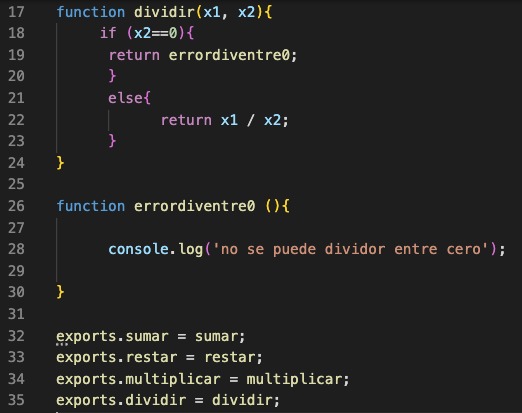 17 function dividir(x1, x2){
18 if (x2==0){
19 return errordiventre0;
20 }
21 else{
22 return x1 / x2;
23 }
24 }
25
26 function errordiventre0 (){
27
28 console.log('no se puede dividor entre cero');
29
30 }
31
32 exports.sumar = sumar;
33 exports.restar = restar;
34 exports.multiplicar = multiplicar;
35 exports.dividir = dividir;